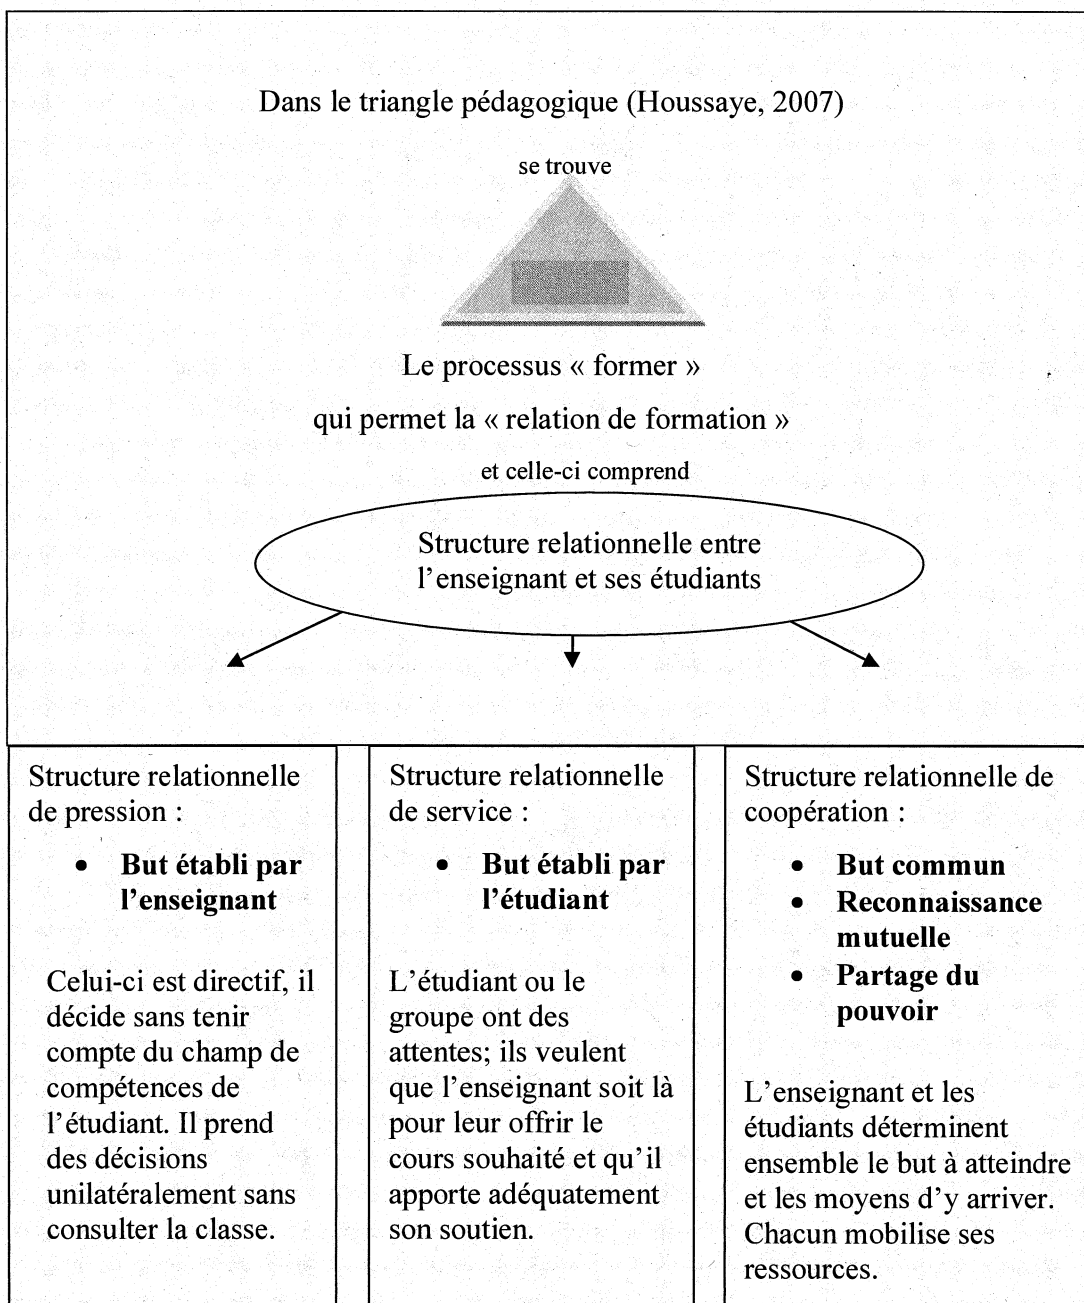 Dans le triangle pédagogique (Houssaye, 2007)
se trouve
Le processus « former »
qui permet la « relation de formation »
et celle-ci comprend
Structure relationnelle entre
l'enseignant et ses étudiants
Structure relationnelle
de pression :
• But établi par
l'enseignant
Celui-ci est directif, il
décide sans tenir
compte du champ de
compétences de
l'étudiant. Il prend
des décisions
unilatéralement sans
consulter la classe.
Structure relationnelle
de service :
• But établi par
l'étudiant
L'étudiant ou le
groupe ont des
attentes; ils veulent
que l'enseignant soit là
pour leur offrir le
cours souhaité et qu'il
apporte adéquatement
son soutien.
Structure relationnelle de
coopération :
• But commun
• Reconnaissance
mutuelle
• Partage du
pouvoir
L'enseignant et les
étudiants déterminent
ensemble le but à atteindre
et les moyens d'y arriver.
Chacun mobilise ses
ressources.